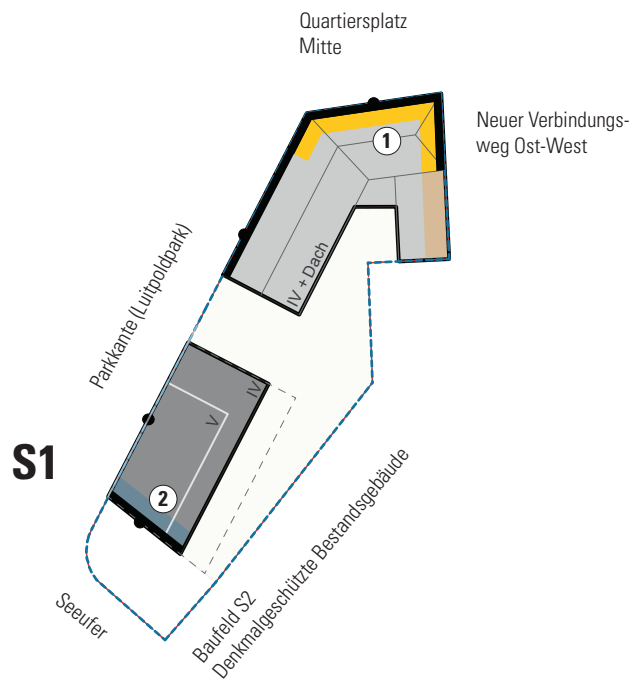 Quartiersplatz
Mitte
Neuer Verbindungs-
weg Ost-West
1
IV + Dach
Parkkante (Luitpoldpark)
IV
V
S1
2
Seeufer
Baufeld S2
Denkmalgeschützte Bestandsgebäude